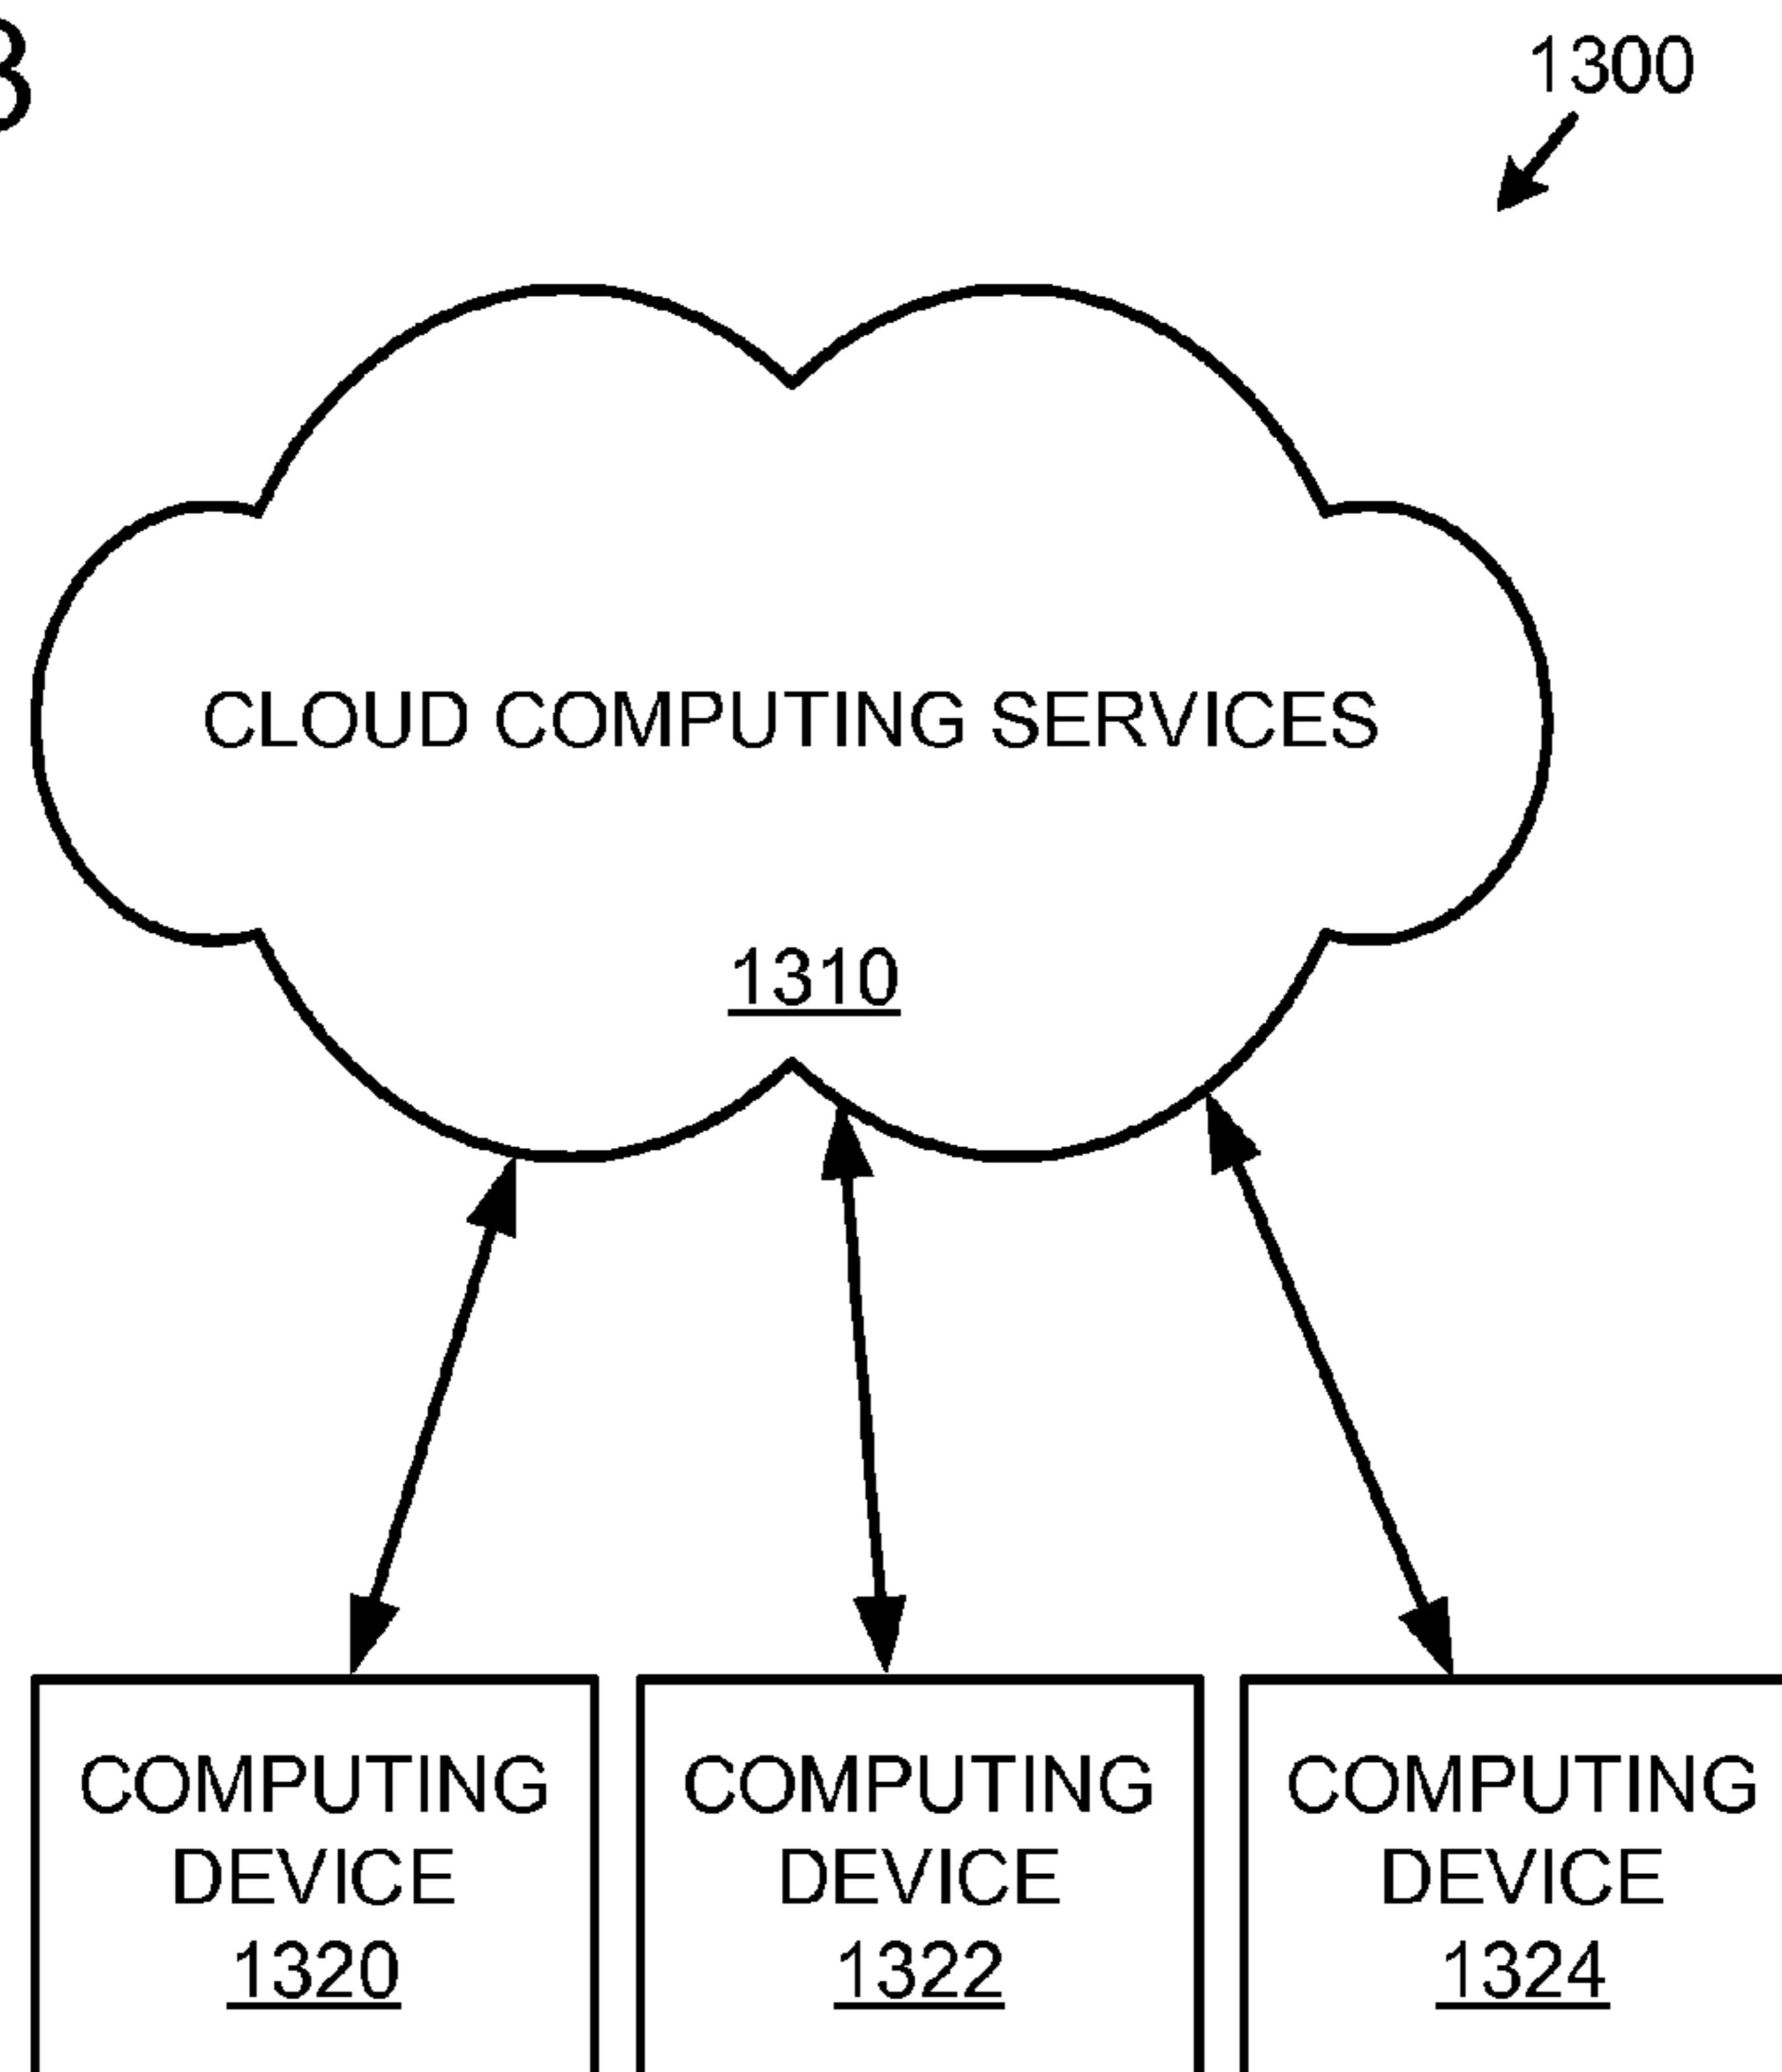 1300
CLOUD COMPUTING SERVICES
1310
COMPUTING
DEVICE
1320
COMPUTING
DEVICE
1322
COMPUTING
DEVICE
1324